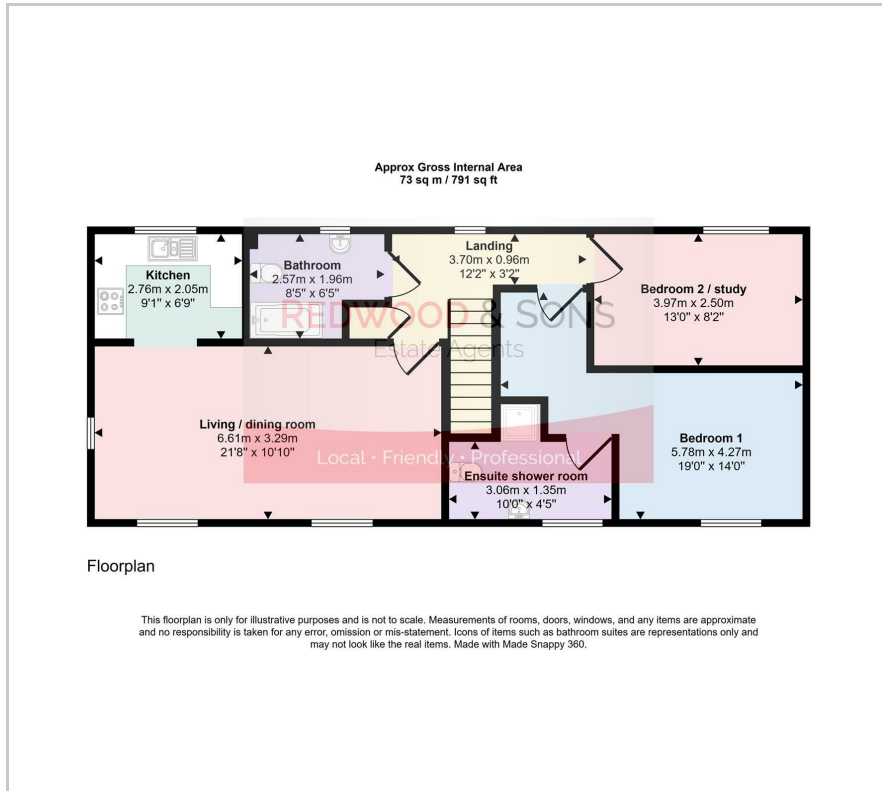 Approx Gross Internal Area
73 sq m / 791 sq ft
Kitchen
2.76m x 2.05m
9'1" x 6'9"
Bathroom
2.57m x 1.96m
8'5" x 6'5"
Landing
3.70m x 0.96m
12'2" x 3'2"
Bedroom 2 / study
3.97m x 2.50m
13'0" x 8'2"
REDWOOD & SONS
Estate Agents
Living / dining room
6.61m x 3.29m
21'8" x 10'10"
Bedroom 1
5.78m x 4.27m
19'0" x 14'0"
Local • Friendly • Professional
Ensuite shower room
3.06m x 1.35m
10'0" x 4'5"
Floorplan
This floorplan is only for illustrative purposes and is not to scale. Measurements of rooms, doors, windows, and any items are approximate
and no responsibility is taken for any error, omission or mis-statement. Icons of items such as bathroom suites are representations only and
may not look like the real items. Made with Made Snappy 360.